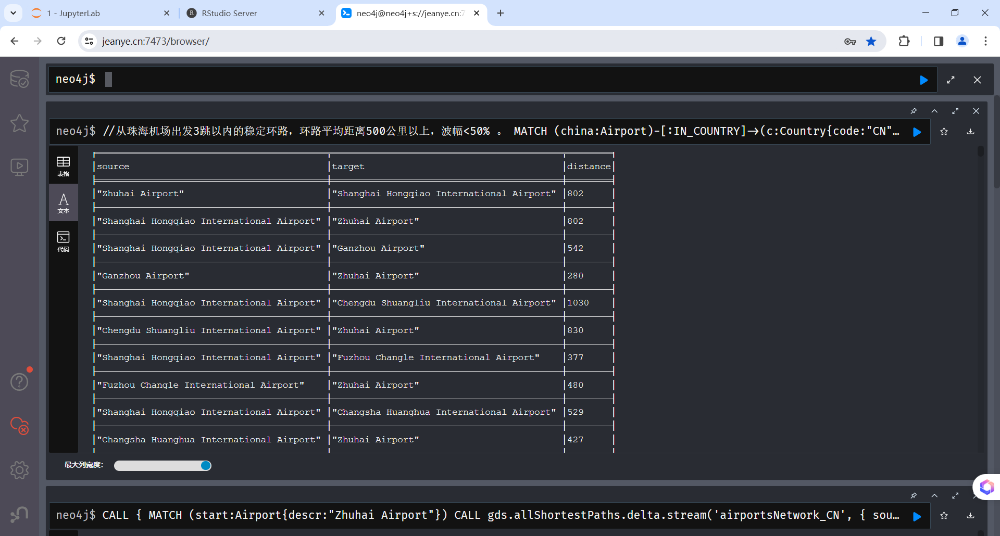 1 - JupyterLab
RStudio Server
neo4j@neo4j+s://jeanye.cn:7
jeanye.cn:7473/browser/
neo4j$
neo4j$ //从珠海机场出发3跳以内的稳定环路，环路平均距离500公里以上，波幅<50% 。 MATCH (china:Airport)-[:IN_COUNTRY]→(c:Country{code:"CN"…
表格
文本
代码
source target distance
"Zhuhai Airport" "Shanghai Hongqiao International Airport" 802
"Shanghai Hongqiao International Airport" "Zhuhai Airport" 802
"Shanghai Hongqiao International Airport" "Ganzhou Airport" 542
"Ganzhou Airport" "Zhuhai Airport" 280
"Shanghai Hongqiao International Airport" "Chengdu Shuangliu International Airport" 1030
"Chengdu Shuangliu International Airport" "Zhuhai Airport" 830
"Shanghai Hongqiao International Airport" "Fuzhou Changle International Airport" 377
"Fuzhou Changle International Airport" "Zhuhai Airport" 480
"Shanghai Hongqiao International Airport" "Changsha Huanghua International Airport" 529
"Changsha Huanghua International Airport" "Zhuhai Airport" 427
最大列宽度：
neo4j$ CALL { MATCH (start:Airport{descr:"Zhuhai Airport"}) CALL gds.allShortestPaths.delta.stream('airportsNetwork_CN', { sou…